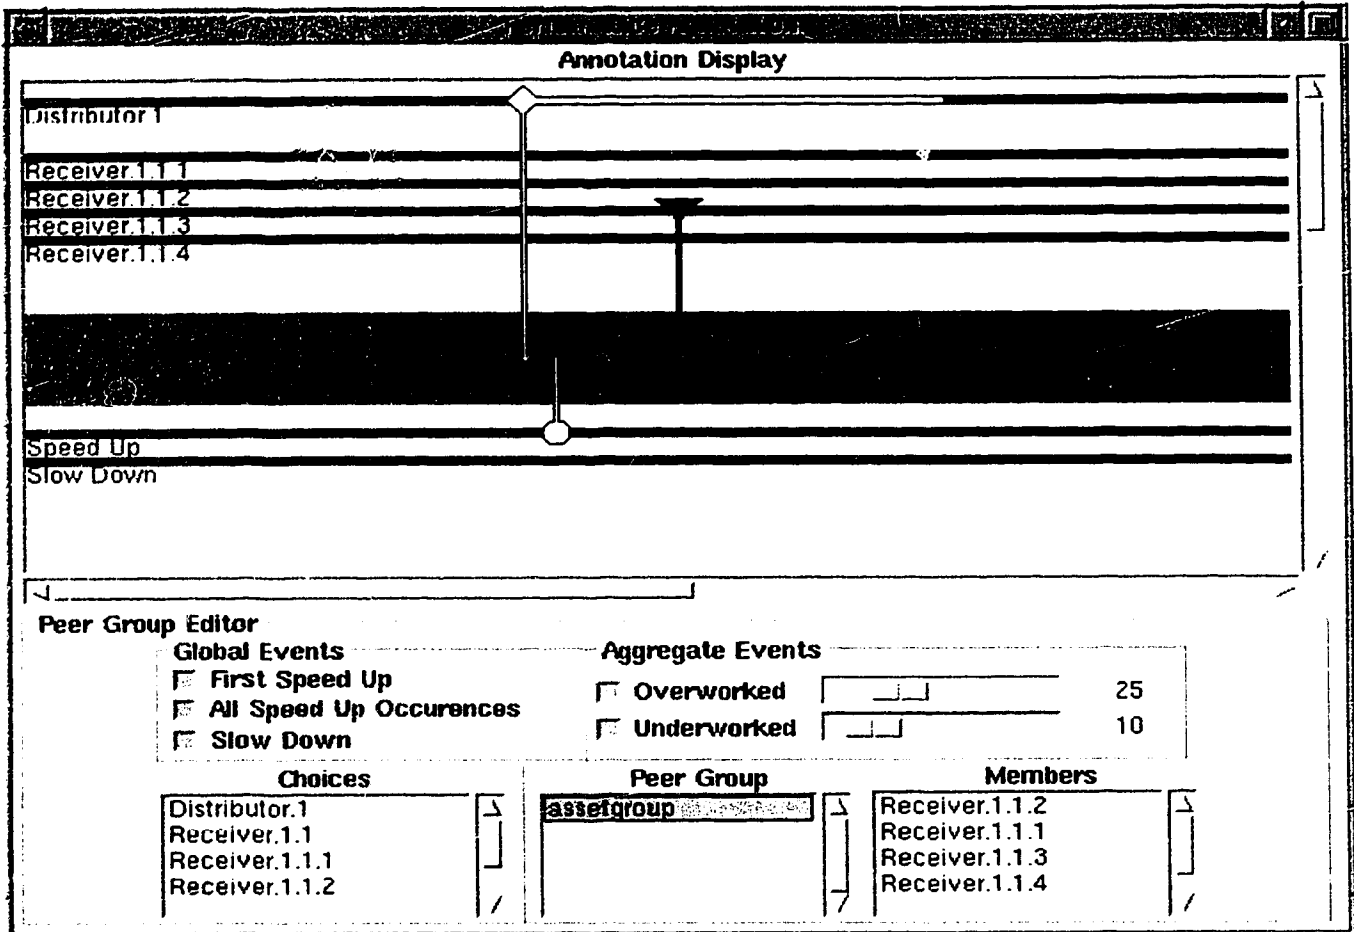 Annotation Display
Distributor.1
Receiver.1.1.1
Receiver.1.1.2
Receiver.1.1.3
Receiver.1.1.4
Speed Up
Slow Down
Peer Group Editor
Global Events
First Speed Up
All Speed Up Occurences
Slow Down
Aggregate Events
Overworked 25
Underworked 10
Choices
Distributor.1
Receiver.1.1
Receiver.1.1.1
Receiver.1.1.2
Peer Group
assetgroup
Members
Receiver.1.1.2
Receiver.1.1.1
Receiver.1.1.3
Receiver.1.1.4